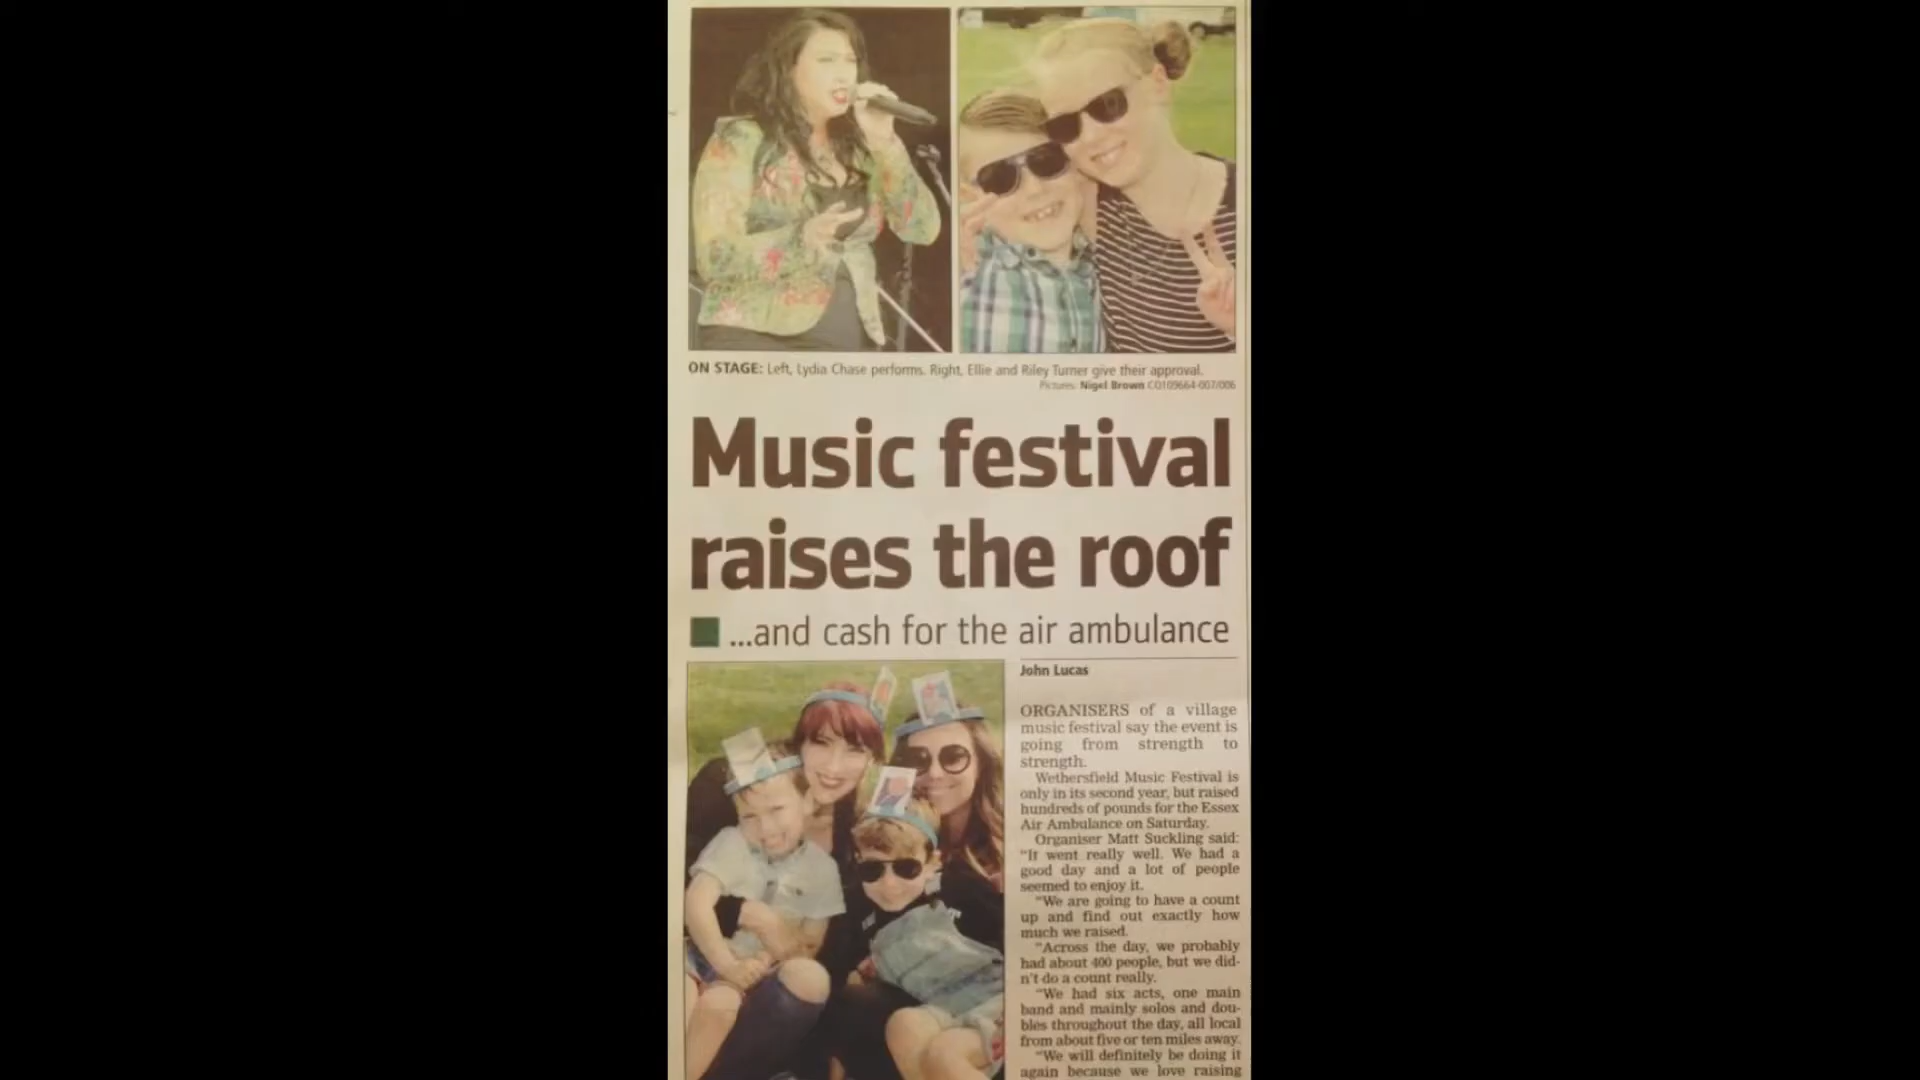 ON STAGE: Left, Lydia Chase performs. Right, Ellie and Riley Turner give their approval.
Pictures: Nigel Brown CO109664-007/006
Music festival
raises the roof
...and cash for the air ambulance
John Lucas
ORGANISERS of a village
music festival say the event is
going from strength to
strength.
Wethersfield Music Festival is
only in its second year, but raised
hundreds of pounds for the Essex
Air Ambulance on Saturday.
Organiser Matt Suckling said:
"It went really well. We had a
good day and a lot of people
seemed to enjoy it.
"We are going to have a count
up and find out exactly how
much we raised.
"Across the day, we probably
had about 400 people, but we did-
n't do a count really.
"We had six acts, one main
band and mainly solos and dou-
bles throughout the day, all local
from about five or ten miles away.
"We will definitely be doing it
again because we love raising